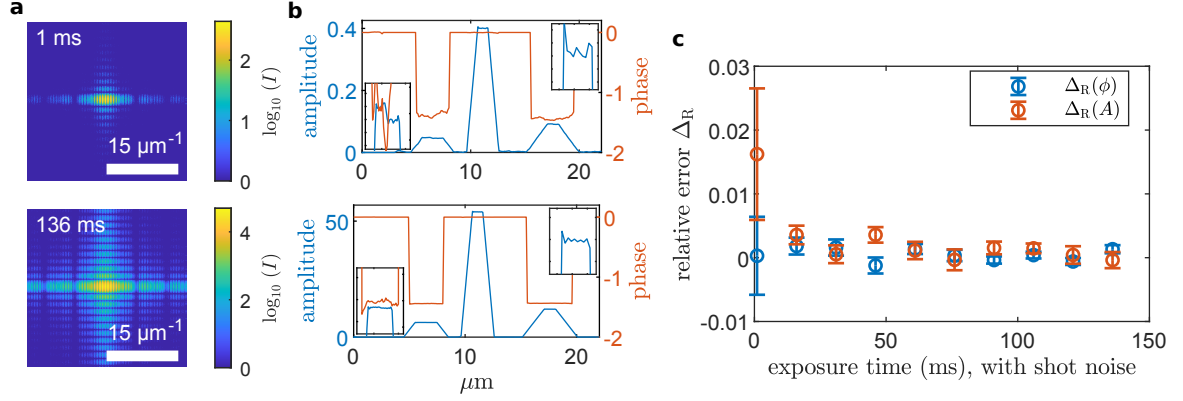 a
1 ms
15 µm⁻¹
2
1
0
log₁₀ (I)
136 ms
15 µm⁻¹
4
2
0
log₁₀ (I)
b
0.4
0.2
0
amplitude
0
-1
-2
phase
0
10
20
50
0
amplitude
0
-1
-2
phase
0
10
20
µm
c
0.03
0.02
0.01
0
-0.01
relative error Δ_R
Δ_R(ϕ)
Δ_R(A)
0
50
100
150
exposure time (ms), with shot noise